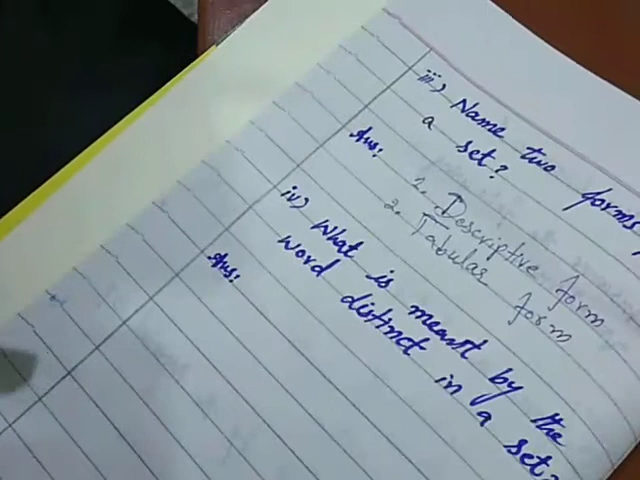 iii) Name two forms
a set?
Ans:
1. Descriptive form
2. Tabular form
iv) What is meant by the
word distinct in a set?
Ans: